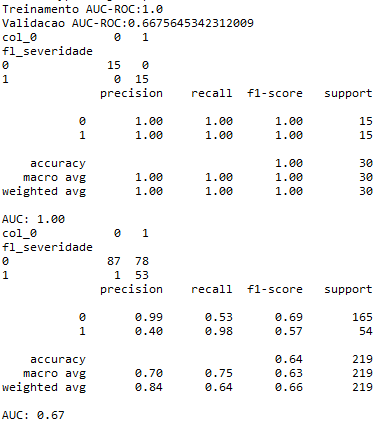 Treinamento AUC-ROC:1.0
Validacao AUC-ROC:0.6675645342312009
col_0 0 1
fl_severidade
0 15 0
1 0 15
precision recall f1-score support
0 1.00 1.00 1.00 15
1 1.00 1.00 1.00 15
accuracy 1.00 30
macro avg 1.00 1.00 1.00 30
weighted avg 1.00 1.00 1.00 30
AUC: 1.00
col_0 0 1
fl_severidade
0 87 78
1 1 53
precision recall f1-score support
0 0.99 0.53 0.69 165
1 0.40 0.98 0.57 54
accuracy 0.64 219
macro avg 0.70 0.75 0.63 219
weighted avg 0.84 0.64 0.66 219
AUC: 0.67